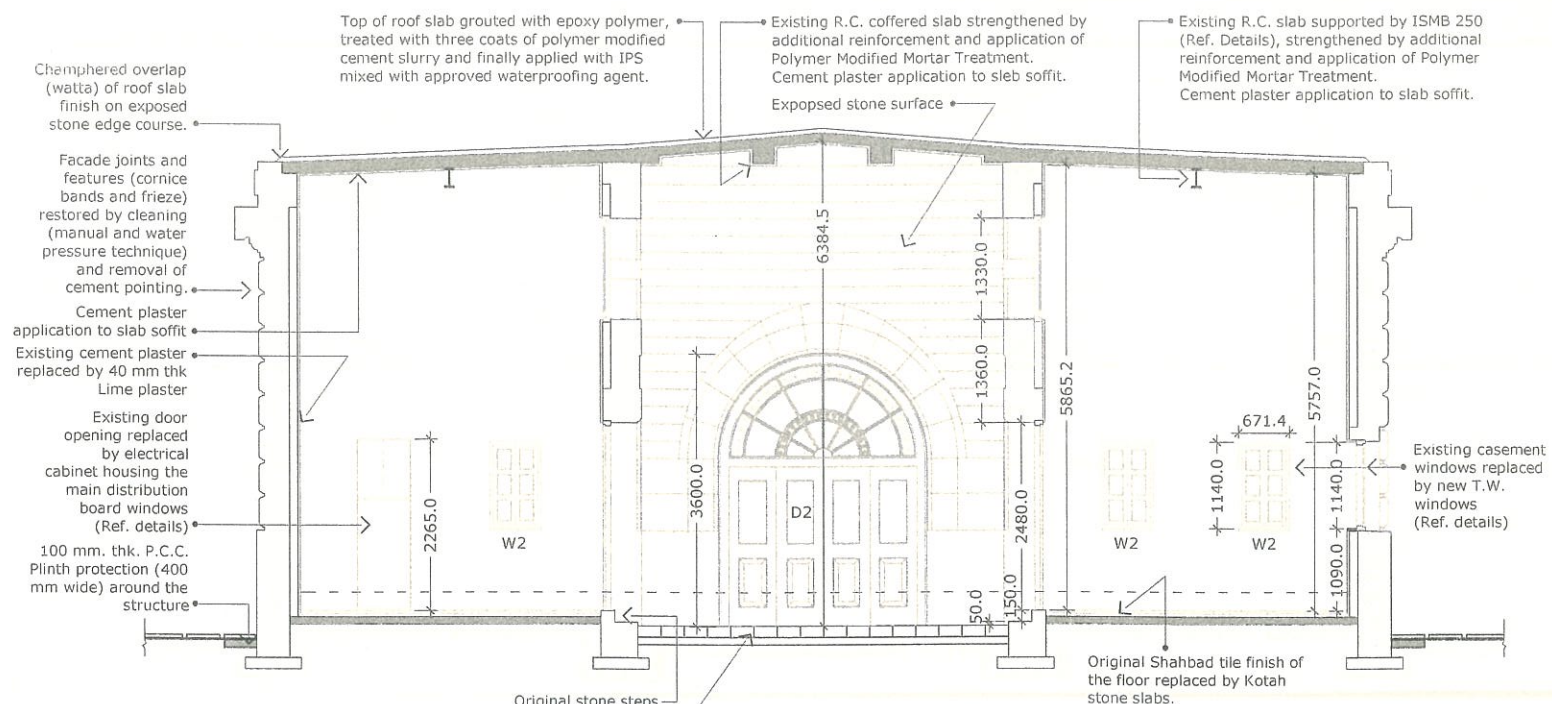 Top of roof slab grouted with epoxy polymer,
treated with three coats of polymer modified
cement slurry and finally applied with IPS
mixed with approved waterproofing agent.
Existing R.C. coffered slab strengthened by
additional reinforcement and application of
Polymer Modified Mortar Treatment.
Cement plaster application to sleb soffit.
Expopsed stone surface
Existing R.C. slab supported by ISMB 250
(Ref. Details), strengthened by additional
reinforcement and application of Polymer
Modified Mortar Treatment.
Cement plaster application to slab soffit.
Champhered overlap
(watta) of roof slab
finish on exposed
stone edge course.
Facade joints and
features (cornice
bands and frieze)
restored by cleaning
(manual and water
pressure technique)
and removal of
cement pointing.
Cement plaster
application to slab soffit
Existing cement plaster
replaced by 40 mm thk
Lime plaster
Existing door
opening replaced
by electrical
cabinet housing the
main distribution
board windows
(Ref. details)
100 mm. thk. P.C.C.
Plinth protection (400
mm wide) around the
structure
2265.0
W2
3600.0
D2
6384.5
1330.0
1360.0
2480.0
150.0
50.0
5865.2
W2
671.4
1140.0
W2
5757.0
1140.0
1090.0
Existing casement
windows replaced
by new T.W.
windows
(Ref. details)
Original stone steps
Original Shahbad tile finish of
the floor replaced by Kotah
stone slabs.